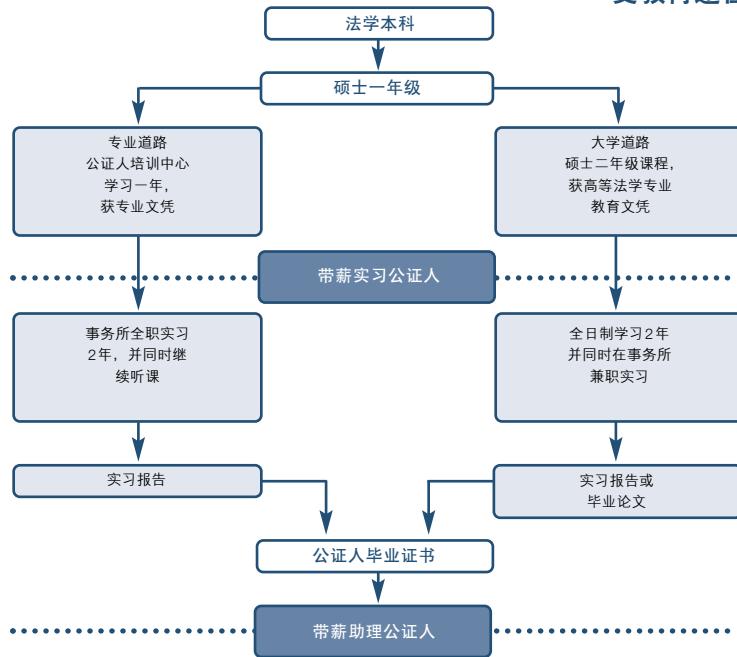 法学本科
硕士一年级
专业道路
公证人培训中心
学习一年，
获专业文凭
大学道路
硕士二年级课程，
获高等法学专业
教育文凭
带薪实习公证人
事务所全职实习
2年，并同时继
续听课
全日制学习2年
并同时在事务所
兼职实习
实习报告
实习报告或
毕业论文
公证人毕业证书
带薪助理公证人